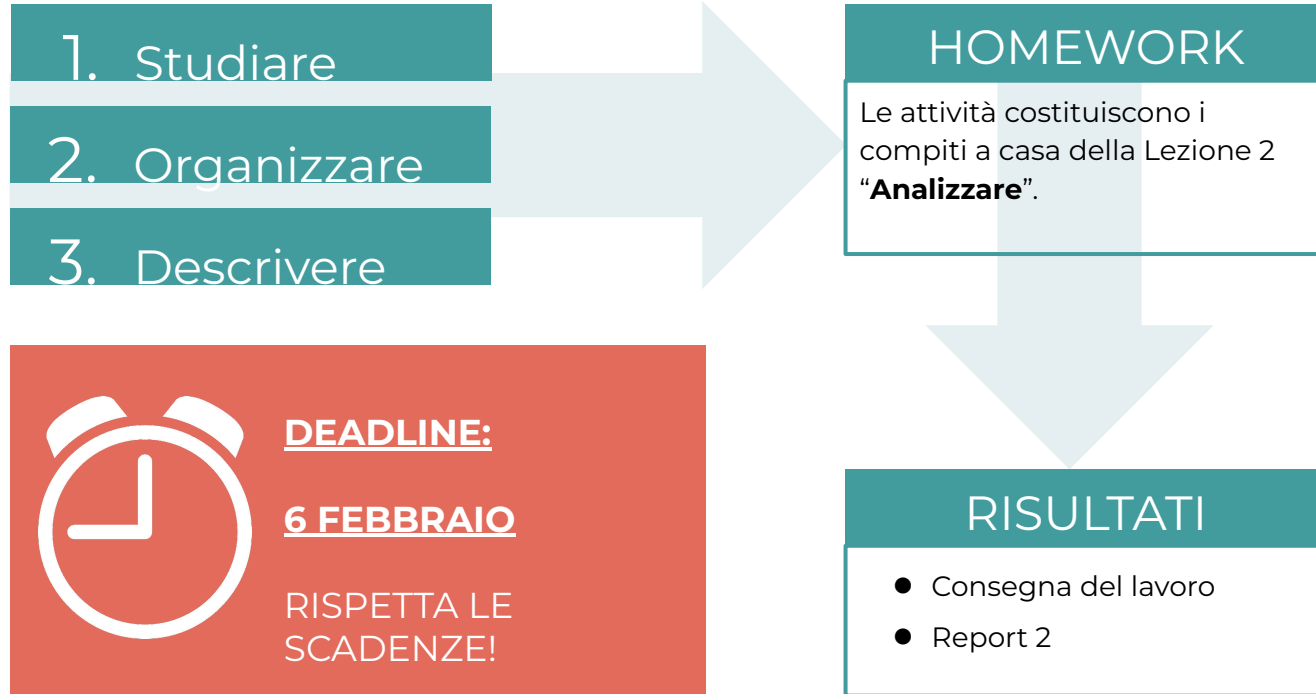 1. Studiare
2. Organizzare
3. Descrivere
HOMEWORK
Le attività costituiscono i
compiti a casa della Lezione 2
“Analizzare”.
DEADLINE:
6 FEBBRAIO
RISPETTA LE
SCADENZE!
RISULTATI
● Consegna del lavoro
● Report 2